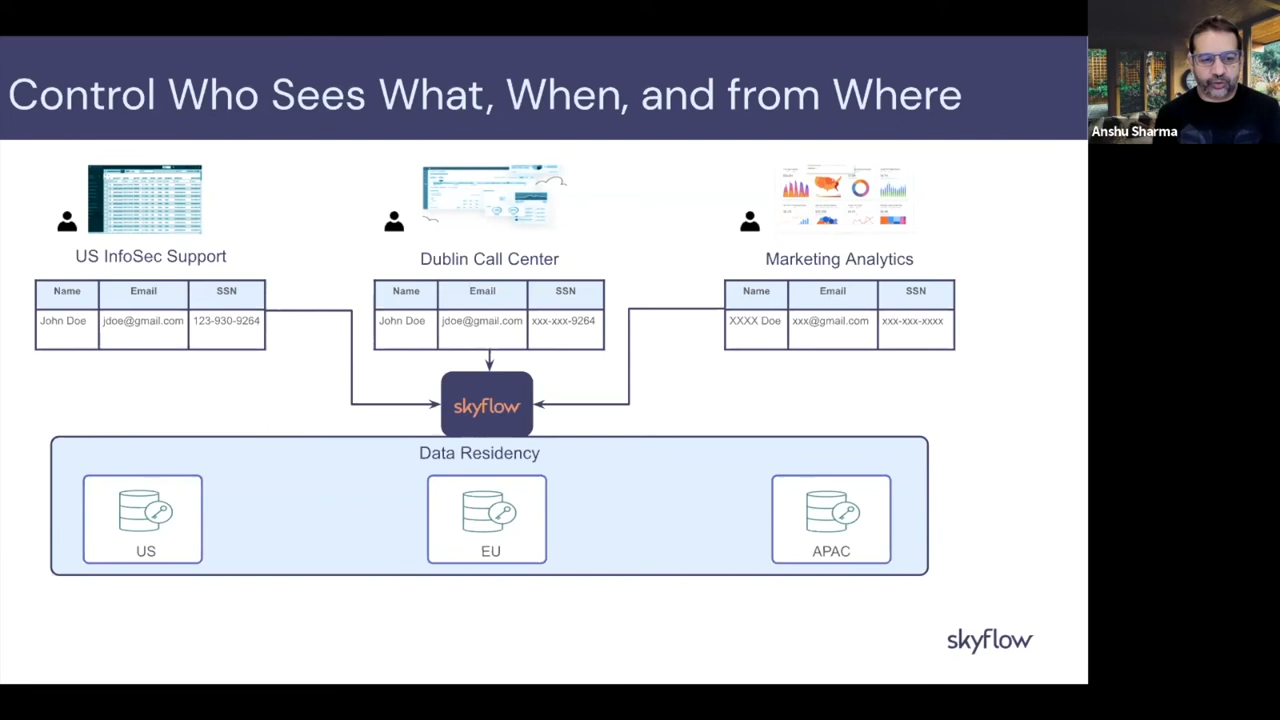 Control Who Sees What, When, and from Where
Anshu Sharma
US InfoSec Support
Dublin Call Center
Marketing Analytics
Name Email SSN
John Doe jdoe@gmail.com 123-930-9264
Name Email SSN
John Doe jdoe@gmail.com xxx-xxx-9264
Name Email SSN
XXXX Doe xxx@gmail.com xxx-xxx-xxxx
skyflow
Data Residency
US
EU
APAC
skyflow